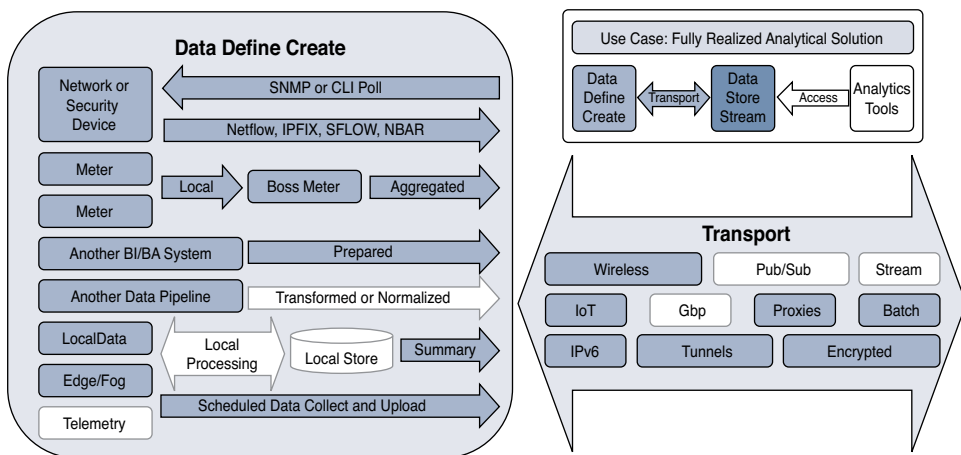 Data Define Create
Network or
Security
Device
SNMP or CLI Poll
Netflow, IPFIX, SFLOW, NBAR
Meter
Meter
Local
Boss Meter
Aggregated
Another BI/BA System
Prepared
Another Data Pipeline
Transformed or Normalized
LocalData
Local
Processing
Local Store
Summary
Edge/Fog
Scheduled Data Collect and Upload
Telemetry
Use Case: Fully Realized Analytical Solution
Data
Define
Create
Transport
Data
Store
Stream
Access
Analytics
Tools
Transport
Wireless
Pub/Sub
Stream
IoT
Gbp
Proxies
Batch
IPv6
Tunnels
Encrypted